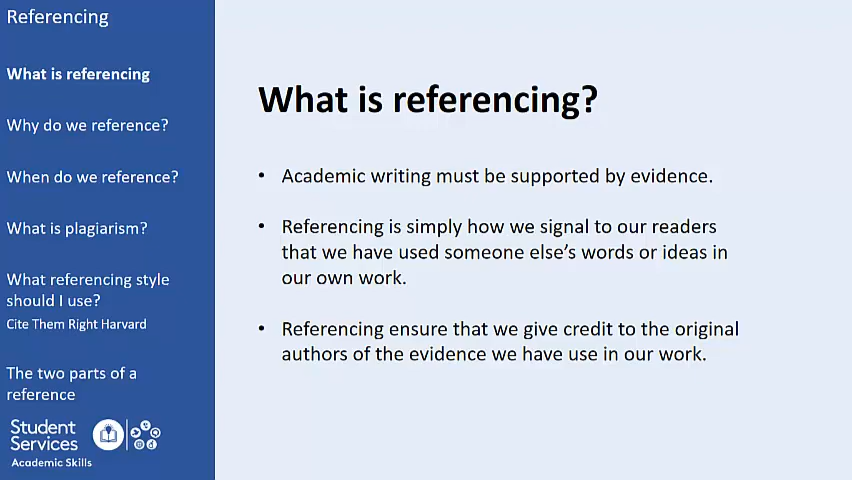 Referencing
What is referencing
Why do we reference?
When do we reference?
What is plagiarism?
What referencing style
should I use?
Cite Them Right Harvard
The two parts of a
reference
Student
Services
Academic Skills
What is referencing?
• Academic writing must be supported by evidence.
• Referencing is simply how we signal to our readers
that we have used someone else’s words or ideas in
our own work.
• Referencing ensure that we give credit to the original
authors of the evidence we have use in our work.